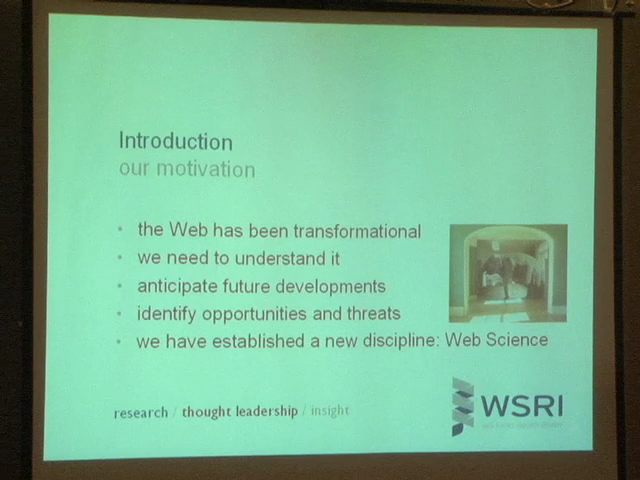 Introduction
our motivation
• the Web has been transformational
• we need to understand it
• anticipate future developments
• identify opportunities and threats
• we have established a new discipline: Web Science
research / thought leadership / insight
WSRI